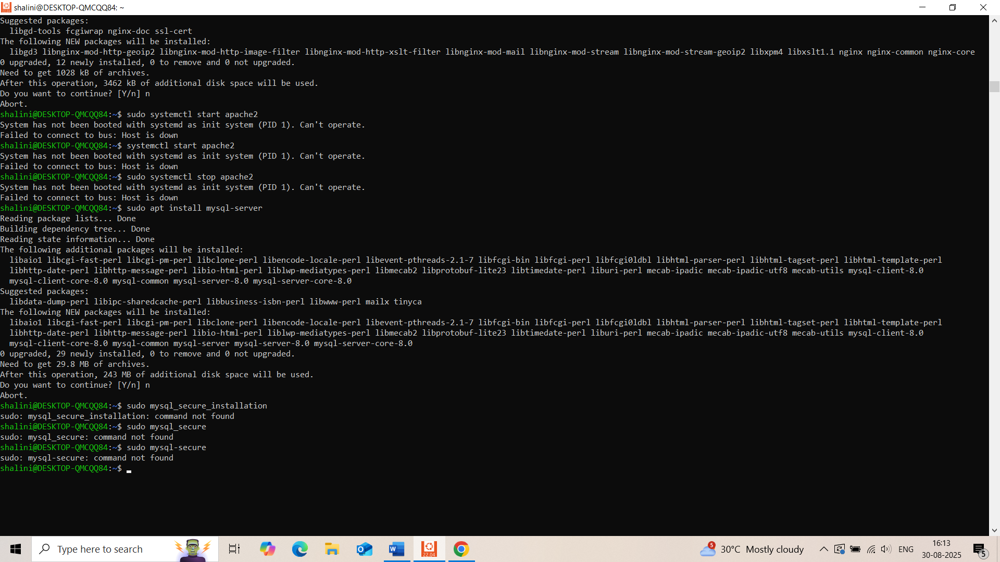 shalini@DESKTOP-QMCQQ84: ~
Suggested packages:
  libgd-tools fcgiwrap nginx-doc ssl-cert
The following NEW packages will be installed:
  libgd3 libnginx-mod-http-geoip2 libnginx-mod-http-image-filter libnginx-mod-http-xslt-filter libnginx-mod-mail libnginx-mod-stream libnginx-mod-stream-geoip2 libxpm4 libxslt1.1 nginx nginx-common nginx-core
0 upgraded, 12 newly installed, 0 to remove and 0 not upgraded.
Need to get 1028 kB of archives.
After this operation, 3462 kB of additional disk space will be used.
Do you want to continue? [Y/n] n
Abort.
shalini@DESKTOP-QMCQQ84:~$ sudo systemctl start apache2
System has not been booted with systemd as init system (PID 1). Can't operate.
Failed to connect to bus: Host is down
shalini@DESKTOP-QMCQQ84:~$ systemctl start apache2
System has not been booted with systemd as init system (PID 1). Can't operate.
Failed to connect to bus: Host is down
shalini@DESKTOP-QMCQQ84:~$ sudo systemctl stop apache2
System has not been booted with systemd as init system (PID 1). Can't operate.
Failed to connect to bus: Host is down
shalini@DESKTOP-QMCQQ84:~$ sudo apt install mysql-server
Reading package lists... Done
Building dependency tree... Done
Reading state information... Done
The following additional packages will be installed:
  libaio1 libcgi-fast-perl libcgi-pm-perl libclone-perl libencode-locale-perl libevent-pthreads-2.1-7 libfcgi-bin libfcgi-perl libfcgi0ldbl libhtml-parser-perl libhtml-tagset-perl libhtml-template-perl
  libhttp-date-perl libhttp-message-perl libio-html-perl liblwp-mediatypes-perl libmecab2 libprotobuf-lite23 libtimedate-perl liburi-perl mecab-ipadic mecab-ipadic-utf8 mecab-utils mysql-client-8.0
  mysql-client-core-8.0 mysql-common mysql-server-8.0 mysql-server-core-8.0
Suggested packages:
  libdata-dump-perl libipc-sharedcache-perl libbusiness-isbn-perl libwww-perl mailx tinyca
The following NEW packages will be installed:
  libaio1 libcgi-fast-perl libcgi-pm-perl libclone-perl libencode-locale-perl libevent-pthreads-2.1-7 libfcgi-bin libfcgi-perl libfcgi0ldbl libhtml-parser-perl libhtml-tagset-perl libhtml-template-perl
  libhttp-date-perl libhttp-message-perl libio-html-perl liblwp-mediatypes-perl libmecab2 libprotobuf-lite23 libtimedate-perl liburi-perl mecab-ipadic mecab-ipadic-utf8 mecab-utils mysql-client-8.0
  mysql-client-core-8.0 mysql-common mysql-server mysql-server-8.0 mysql-server-core-8.0
0 upgraded, 29 newly installed, 0 to remove and 0 not upgraded.
Need to get 29.8 MB of archives.
After this operation, 243 MB of additional disk space will be used.
Do you want to continue? [Y/n] n
Abort.
shalini@DESKTOP-QMCQQ84:~$ sudo mysql_secure_installation
sudo: mysql_secure_installation: command not found
shalini@DESKTOP-QMCQQ84:~$ sudo mysql_secure
sudo: mysql_secure: command not found
shalini@DESKTOP-QMCQQ84:~$ sudo mysql-secure
sudo: mysql-secure: command not found
shalini@DESKTOP-QMCQQ84:~$
Type here to search
22.04
5
30°C Mostly cloudy
ENG
16:13
30-08-2025
5